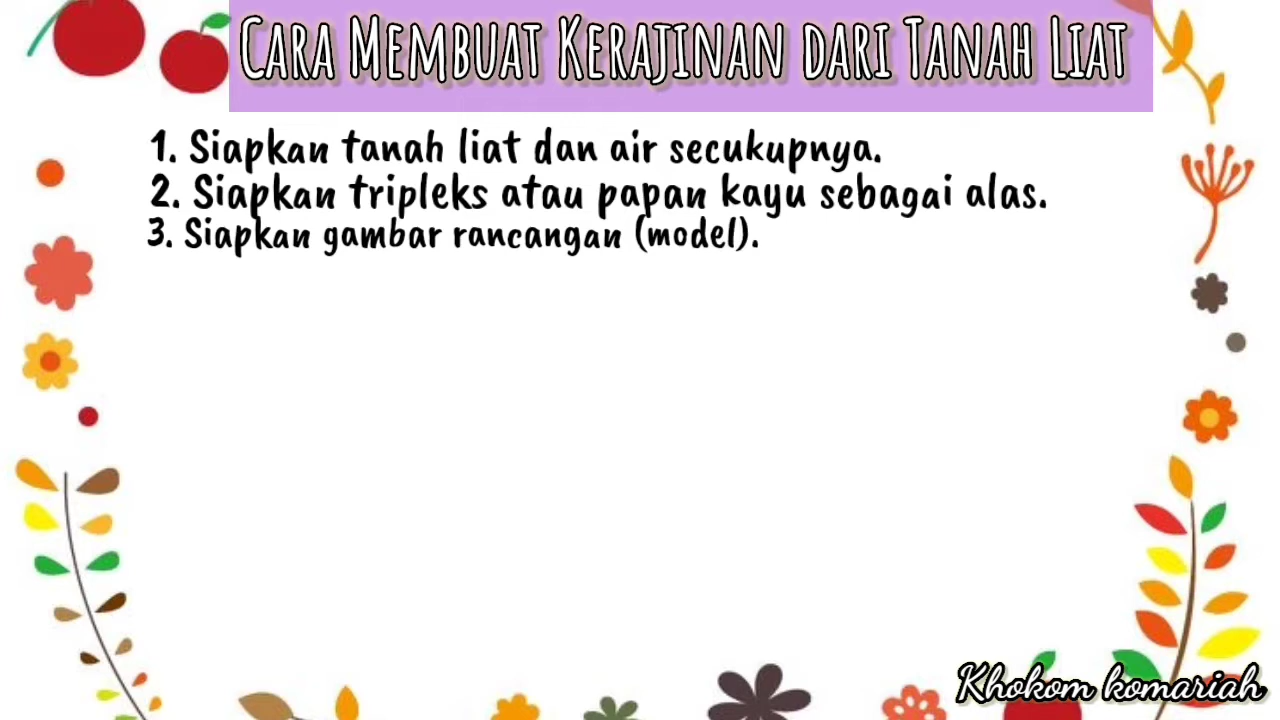 Cara Membuat Kerajinan dari Tanah Liat
1. Siapkan tanah liat dan air secukupnya.
2. Siapkan tripleks atau papan kayu sebagai alas.
3. Siapkan gambar rancangan (model).
Khokom komariah